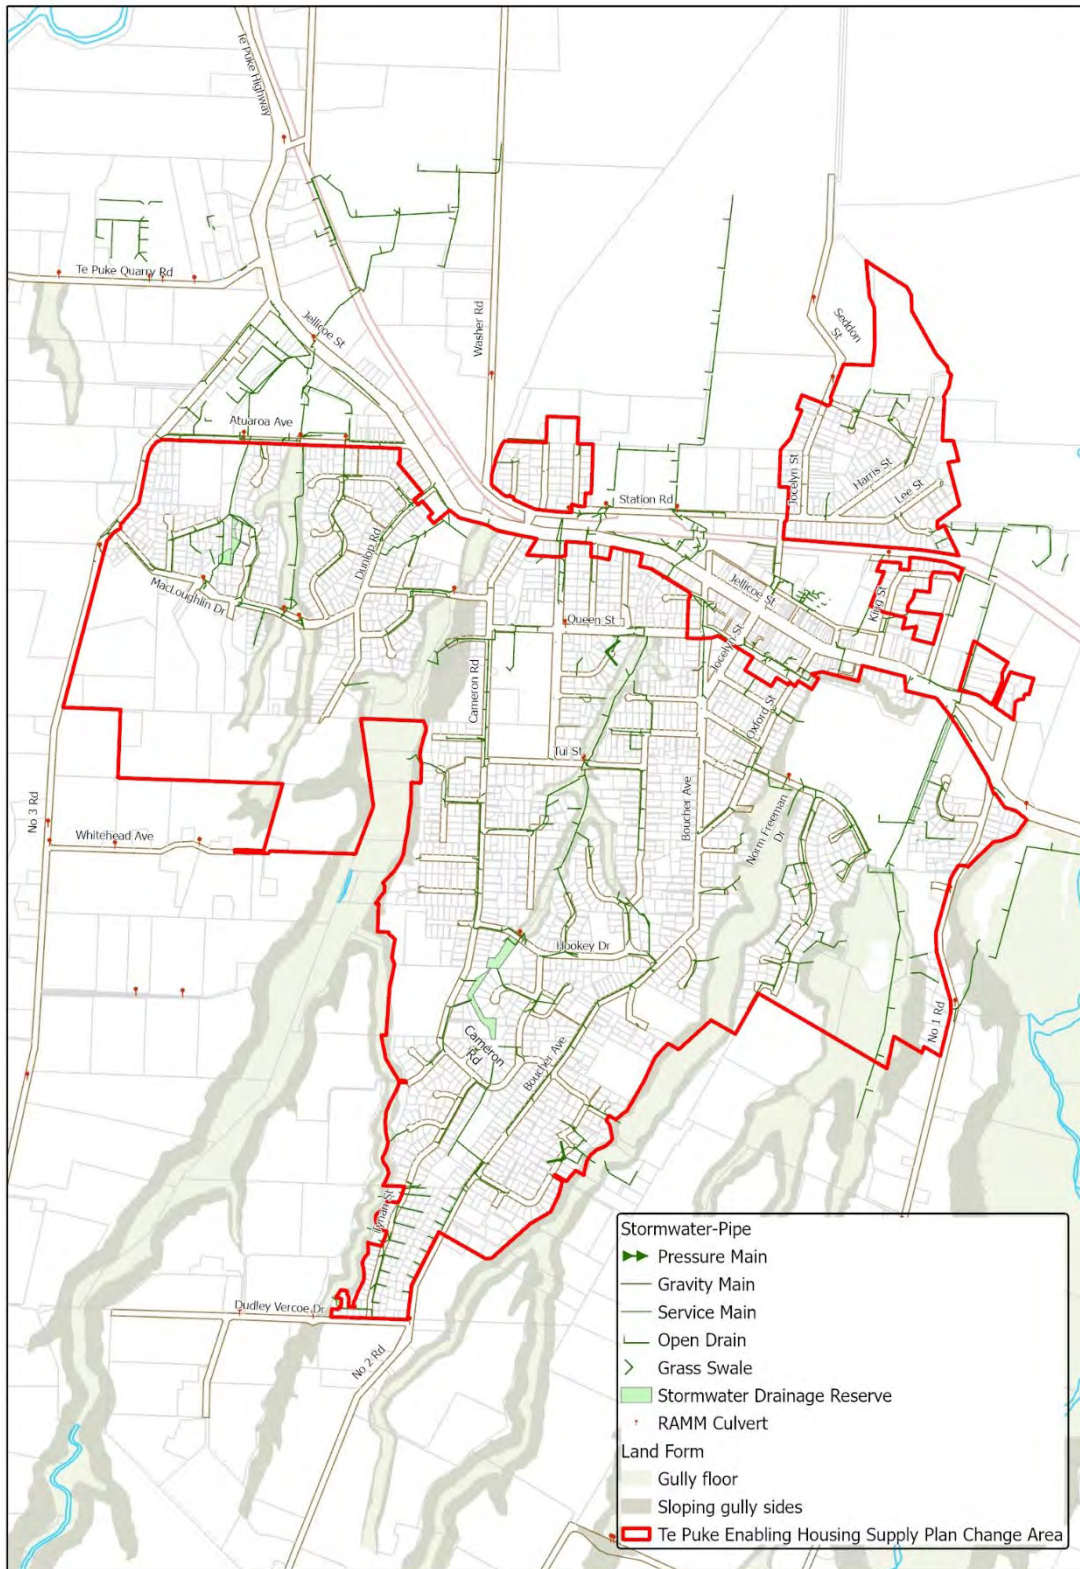 Te Puke Highway
Te Puke Quarry Rd
Jellicoe St
Washer Rd
Seddon St
Atuaroa Ave
Jocelyn St
Harris St
Lee St
Station Rd
Dunlop Rd
MacLoughlin Dr
Jellicoe St
King St
Queen St
Jocelyn St
Cameron Rd
Oxford St
Tui St
No 3 Rd
Boucher Ave
Norm Freeman Dr
Whitehead Ave
Hookey Dr
No 1 Rd
Cameron Rd
Boucher Ave
Tynan St
Dudley Vercoe Dr
No 2 Rd
Stormwater-Pipe
Pressure Main
Gravity Main
Service Main
Open Drain
Grass Swale
Stormwater Drainage Reserve
RAMM Culvert
Land Form
Gully floor
Sloping gully sides
Te Puke Enabling Housing Supply Plan Change Area